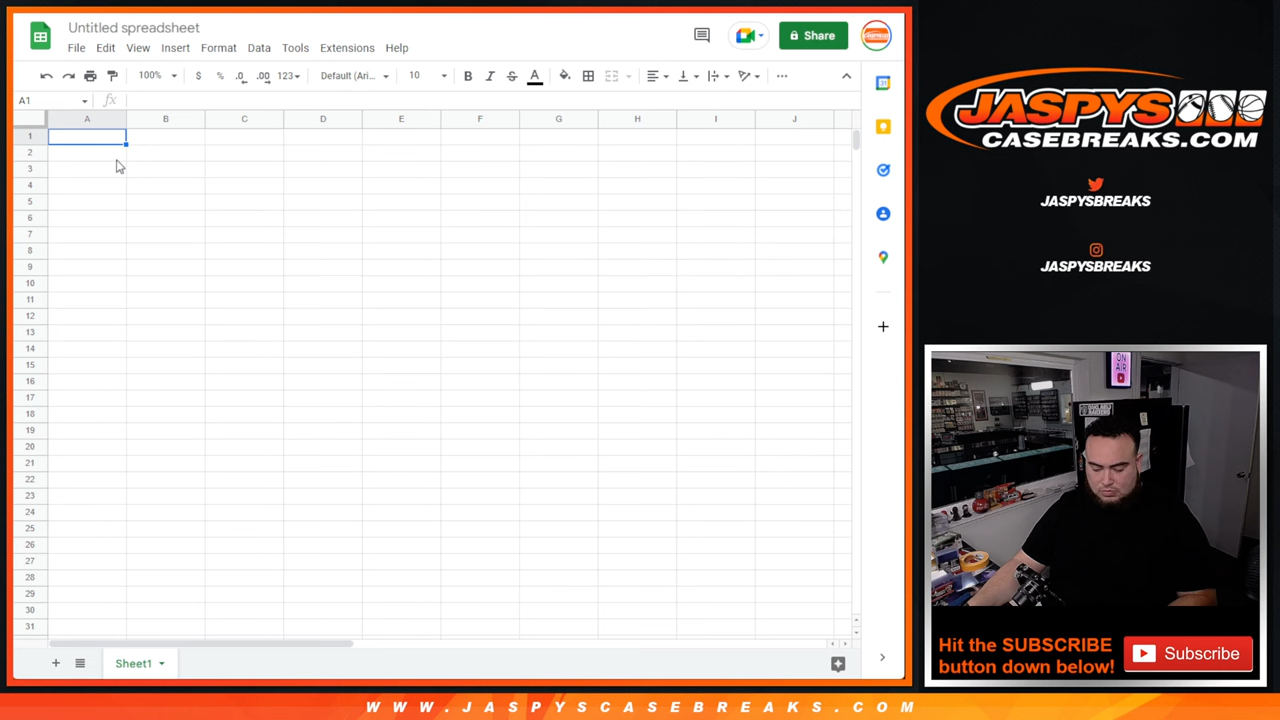 Untitled spreadsheet
File Edit View Insert Format Data Tools Extensions Help
Share
100% $ % .0 .00 123 Default (Ari... 10 B I S A
A1 fx
A B C D E F G H I J
1
2
3
4
5
6
7
8
9
10
11
12
13
14
15
16
17
18
19
20
21
22
23
24
25
26
27
28
29
30
31
Sheet1
JASPYS
CASEBREAKS.COM
JASPYSBREAKS
JASPYSBREAKS
ON
AIR
Hit the SUBSCRIBE
button down below!
Subscribe
WWW.JASPYSCASEBREAKS.COM